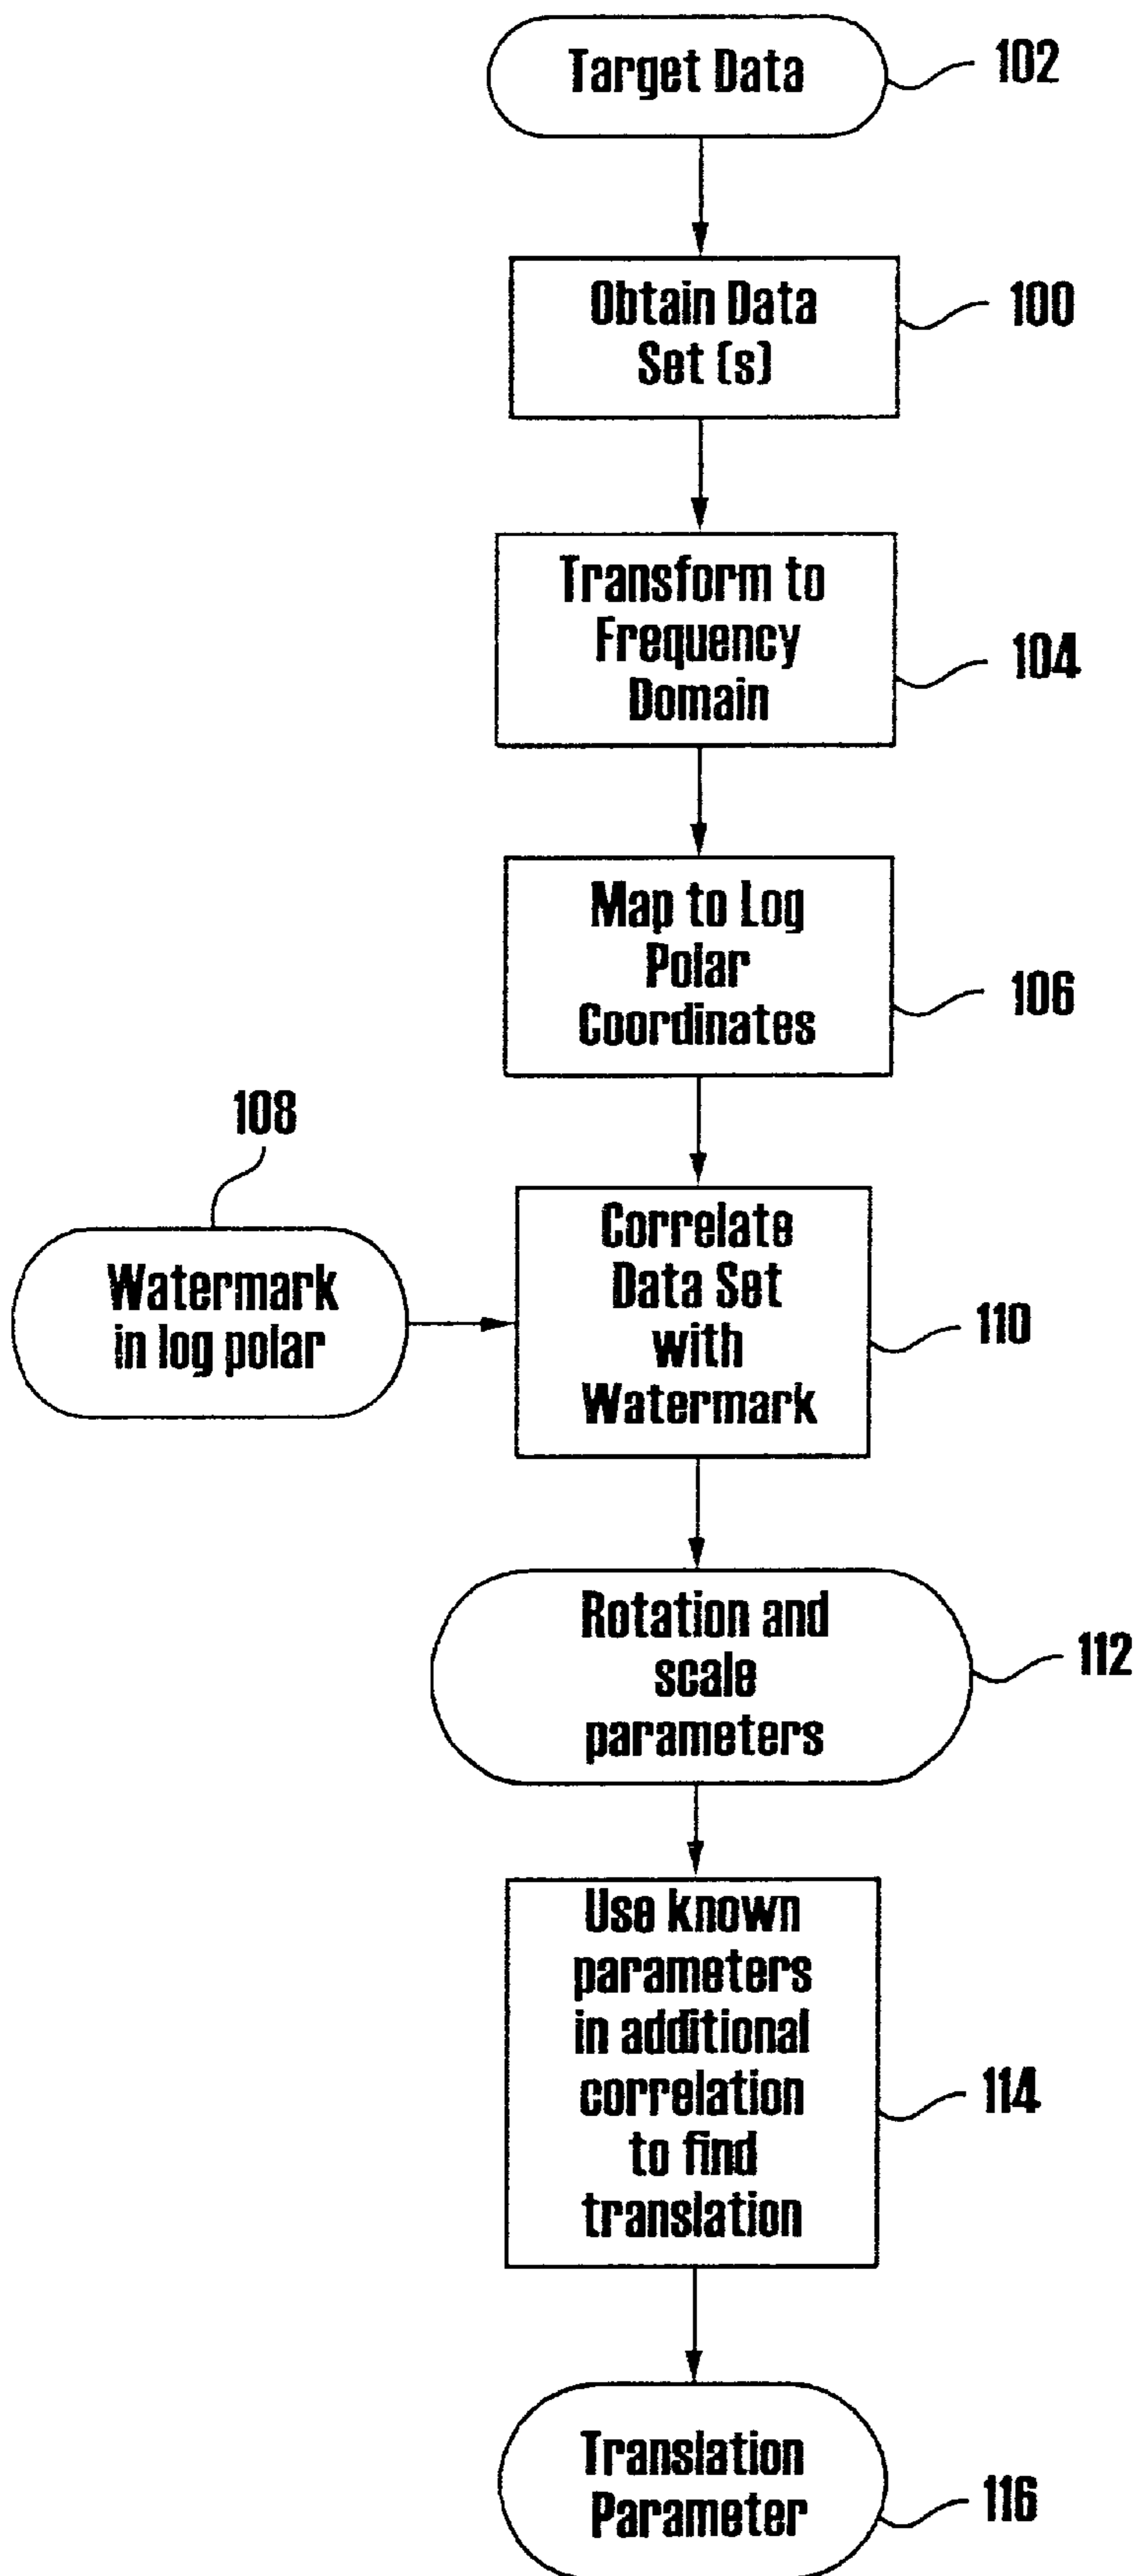 Target Data
102
Obtain Data
Set (s)
100
Transform to
Frequency
Domain
104
Map to Log
Polar
Coordinates
106
108
Watermark
in log polar
Correlate
Data Set
with
Watermark
110
Rotation and
scale
parameters
112
Use known
parameters
in additional
correlation
to find
translation
114
Translation
Parameter
116